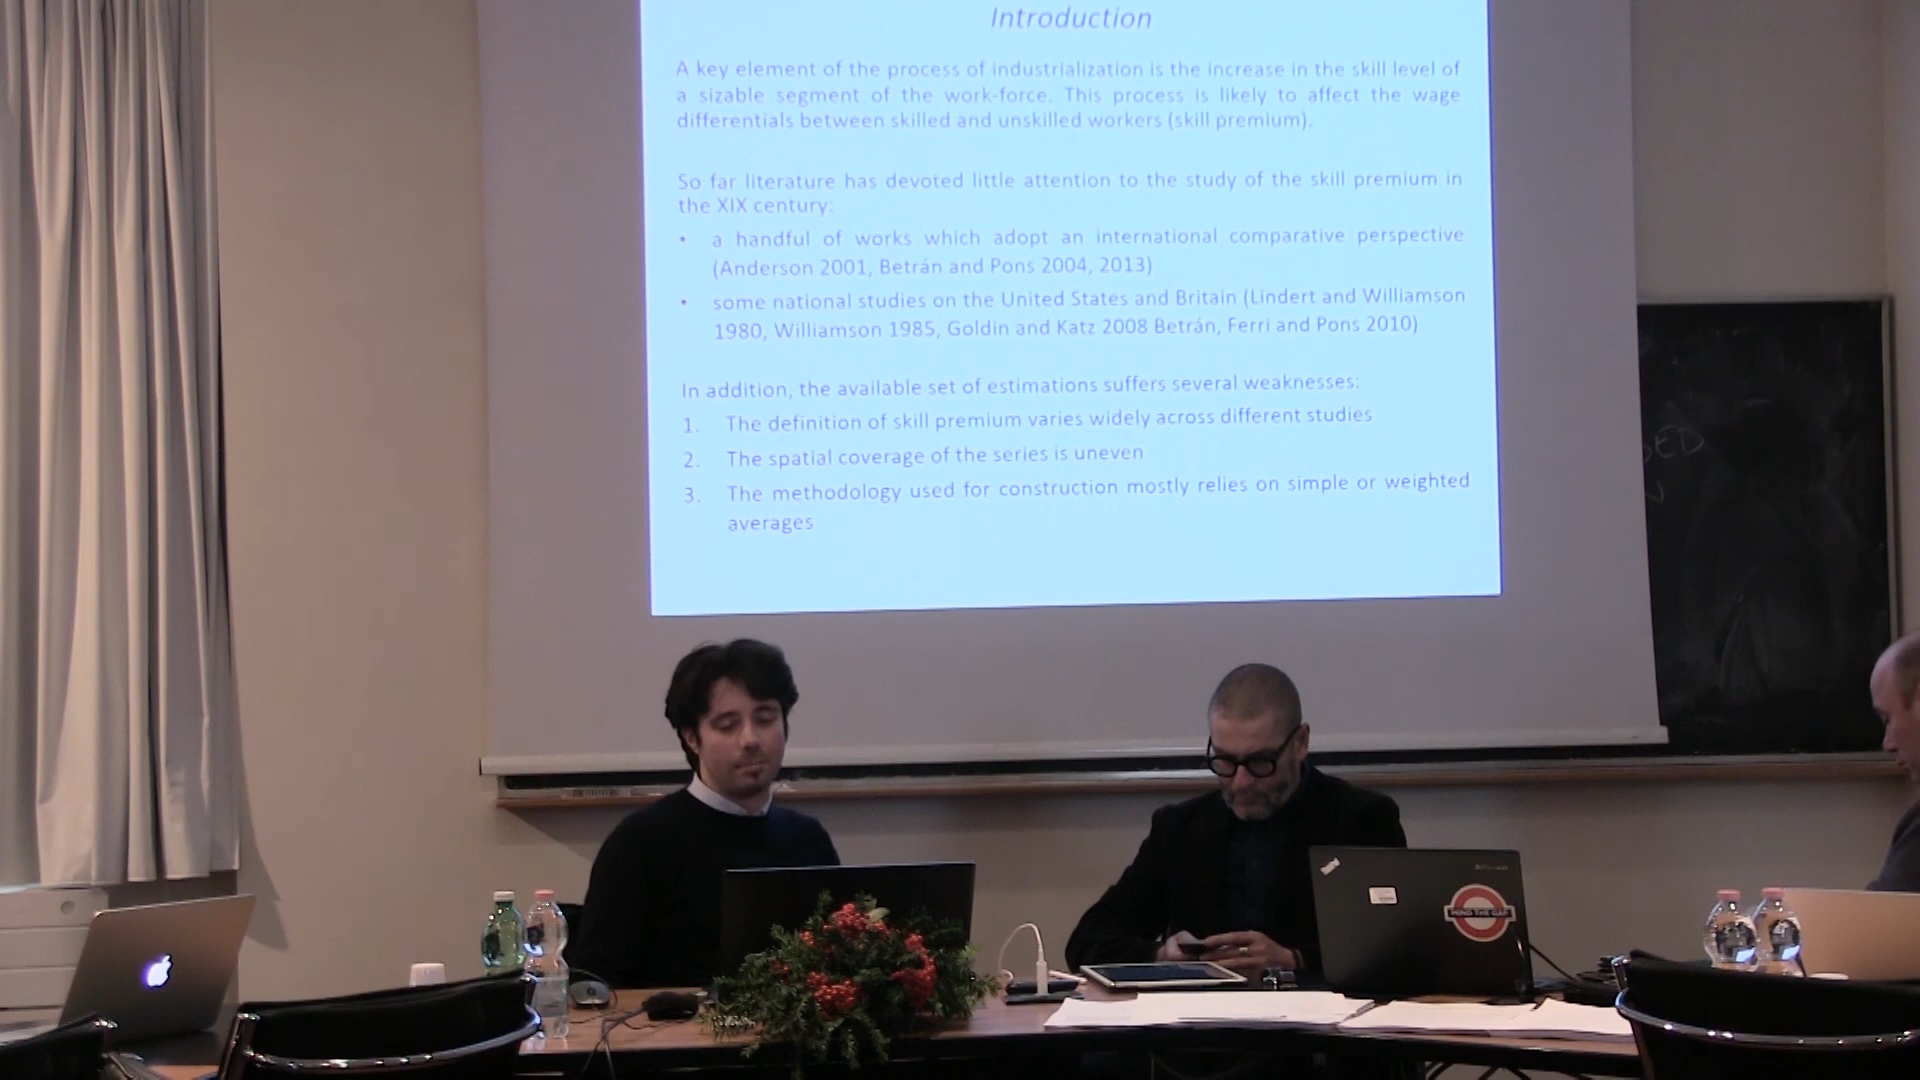 Introduction
A key element of the process of industrialization is the increase in the skill level of
a sizable segment of the work-force. This process is likely to affect the wage
differentials between skilled and unskilled workers (skill premium).
So far literature has devoted little attention to the study of the skill premium in
the XIX century:
• a handful of works which adopt an international comparative perspective
(Anderson 2001, Betrán and Pons 2004, 2013)
• some national studies on the United States and Britain (Lindert and Williamson
1980, Williamson 1985, Goldin and Katz 2008 Betrán, Ferri and Pons 2010)
In addition, the available set of estimations suffers several weaknesses:
1. The definition of skill premium varies widely across different studies
2. The spatial coverage of the series is uneven
3. The methodology used for construction mostly relies on simple or weighted
averages
MIND THE GAP